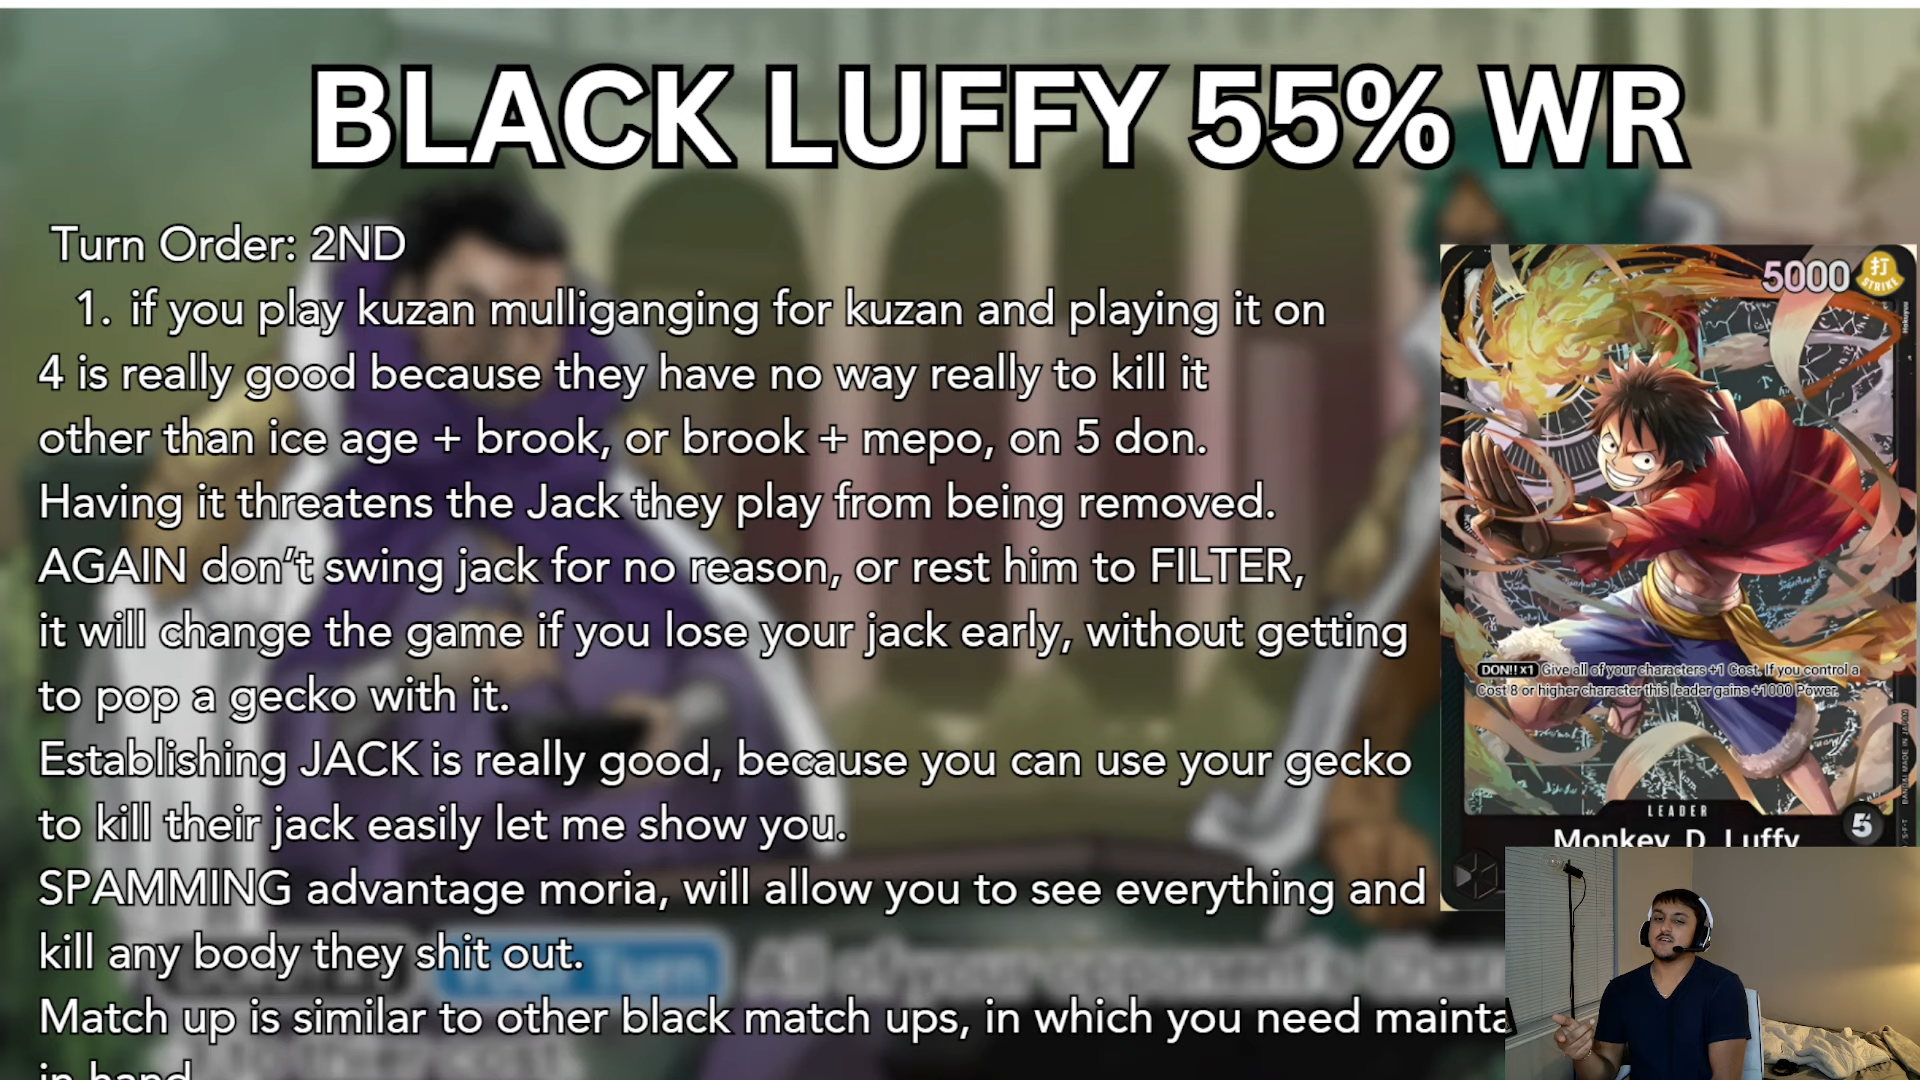 BLACK LUFFY 55% WR
Turn Order: 2ND
1. if you play kuzan mulliganging for kuzan and playing it on
4 is really good because they have no way really to kill it
other than ice age + brook, or brook + mepo, on 5 don.
Having it threatens the Jack they play from being removed.
AGAIN don't swing jack for no reason, or rest him to FILTER,
it will change the game if you lose your jack early, without getting
to pop a gecko with it.
Establishing JACK is really good, because you can use your gecko
to kill their jack easily let me show you.
SPAMMING advantage moria, will allow you to see everything and
kill any body they shit out.
Match up is similar to other black match ups, in which you need mainta
in hand
5000
打
STRIKE
DON!!×1 Give all of your characters +1 Cost. If you control a
Cost 8 or higher character this leader gains +1000 Power.
LEADER
Monkey D Luffy
5
Your Turn